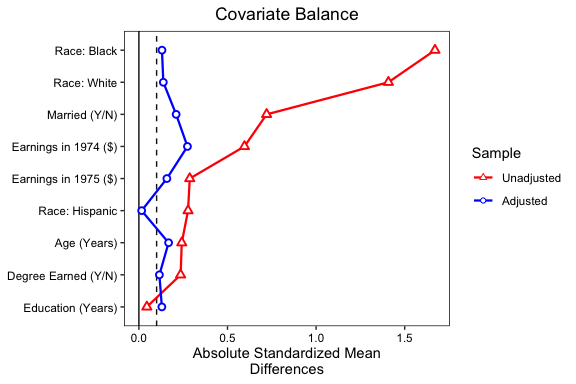 Covariate Balance
Race: Black
Race: White
Married (Y/N)
Earnings in 1974 ($)
Earnings in 1975 ($)
Race: Hispanic
Age (Years)
Degree Earned (Y/N)
Education (Years)
0.0 0.5 1.0 1.5
Absolute Standardized Mean
Differences
Sample
Unadjusted
Adjusted